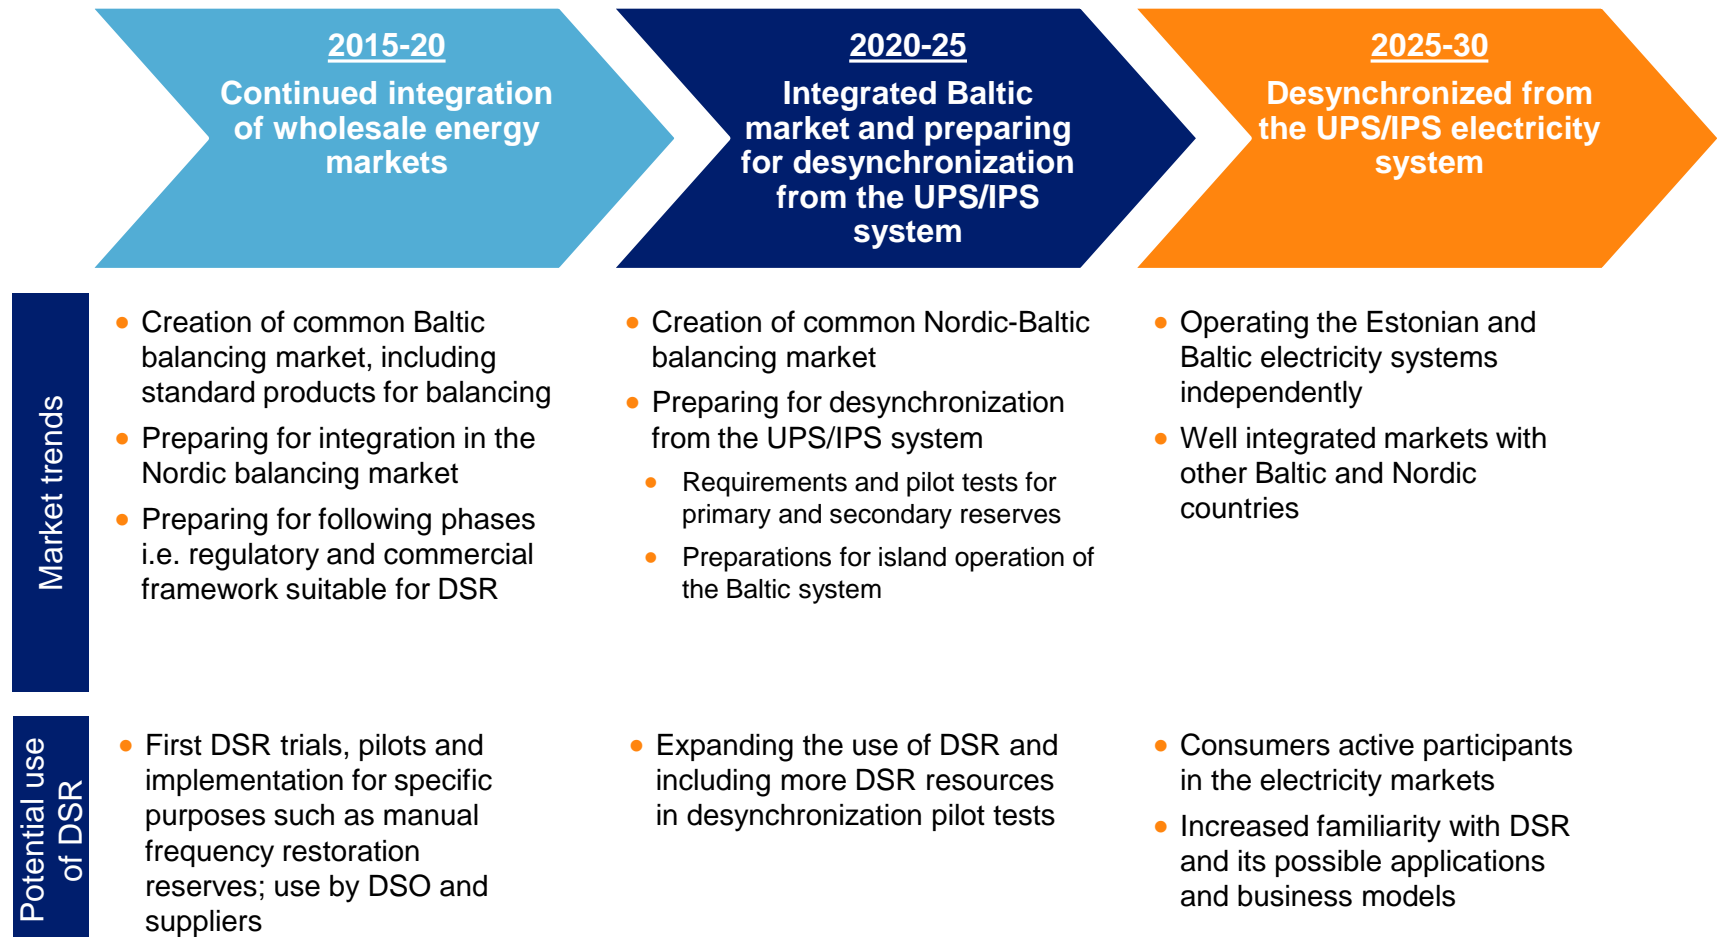 2015-20
Continued integration
of wholesale energy
markets
2020-25
Integrated Baltic
market and preparing
for desynchronization
from the UPS/IPS
system
2025-30
Desynchronized from
the UPS/IPS electricity
system
Market trends
• Creation of common Baltic
balancing market, including
standard products for balancing
• Preparing for integration in the
Nordic balancing market
• Preparing for following phases
i.e. regulatory and commercial
framework suitable for DSR
• Creation of common Nordic-Baltic
balancing market
• Preparing for desynchronization
from the UPS/IPS system
• Requirements and pilot tests for
primary and secondary reserves
• Preparations for island operation of
the Baltic system
• Operating the Estonian and
Baltic electricity systems
independently
• Well integrated markets with
other Baltic and Nordic
countries
Potential use
of DSR
• First DSR trials, pilots and
implementation for specific
purposes such as manual
frequency restoration
reserves; use by DSO and
suppliers
• Expanding the use of DSR and
including more DSR resources
in desynchronization pilot tests
• Consumers active participants
in the electricity markets
• Increased familiarity with DSR
and its possible applications
and business models